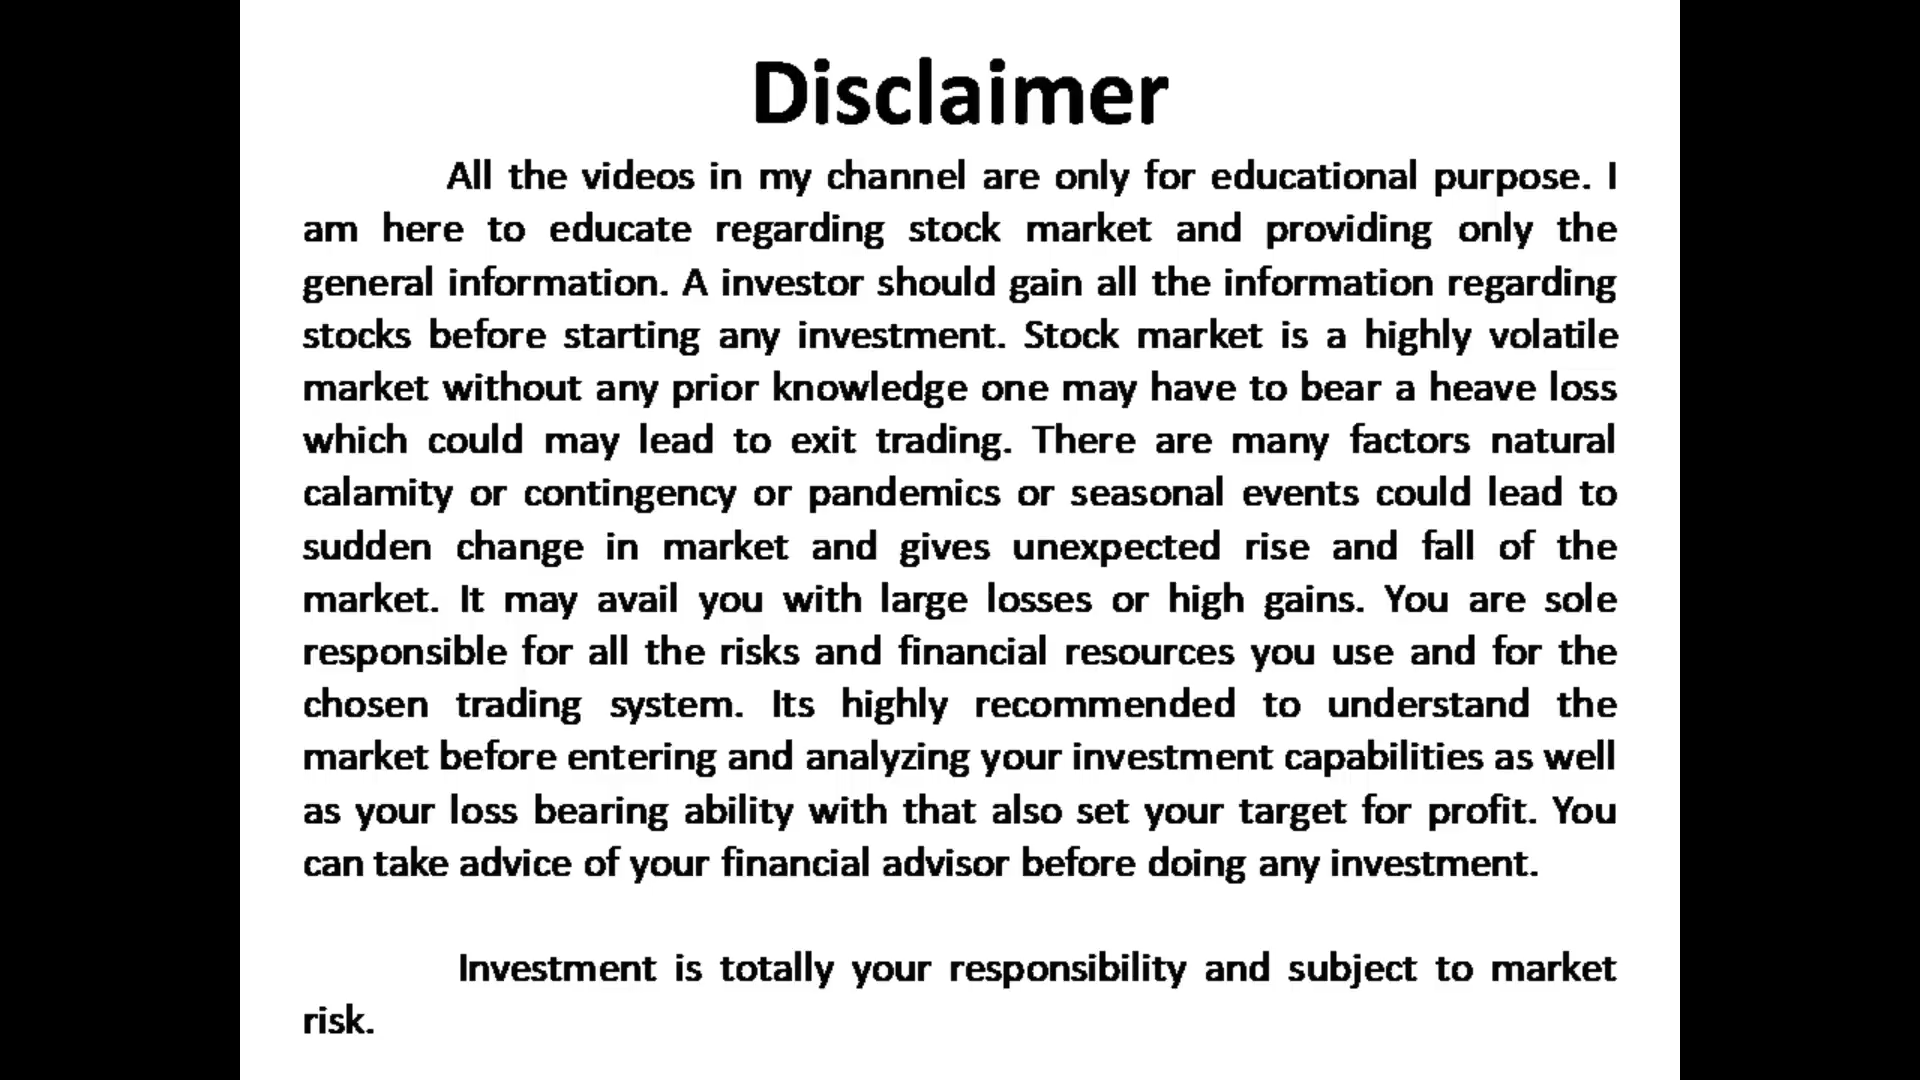 Disclaimer
All the videos in my channel are only for educational purpose. I
am here to educate regarding stock market and providing only the
general information. A investor should gain all the information regarding
stocks before starting any investment. Stock market is a highly volatile
market without any prior knowledge one may have to bear a heave loss
which could may lead to exit trading. There are many factors natural
calamity or contingency or pandemics or seasonal events could lead to
sudden change in market and gives unexpected rise and fall of the
market. It may avail you with large losses or high gains. You are sole
responsible for all the risks and financial resources you use and for the
chosen trading system. Its highly recommended to understand the
market before entering and analyzing your investment capabilities as well
as your loss bearing ability with that also set your target for profit. You
can take advice of your financial advisor before doing any investment.
Investment is totally your responsibility and subject to market
risk.